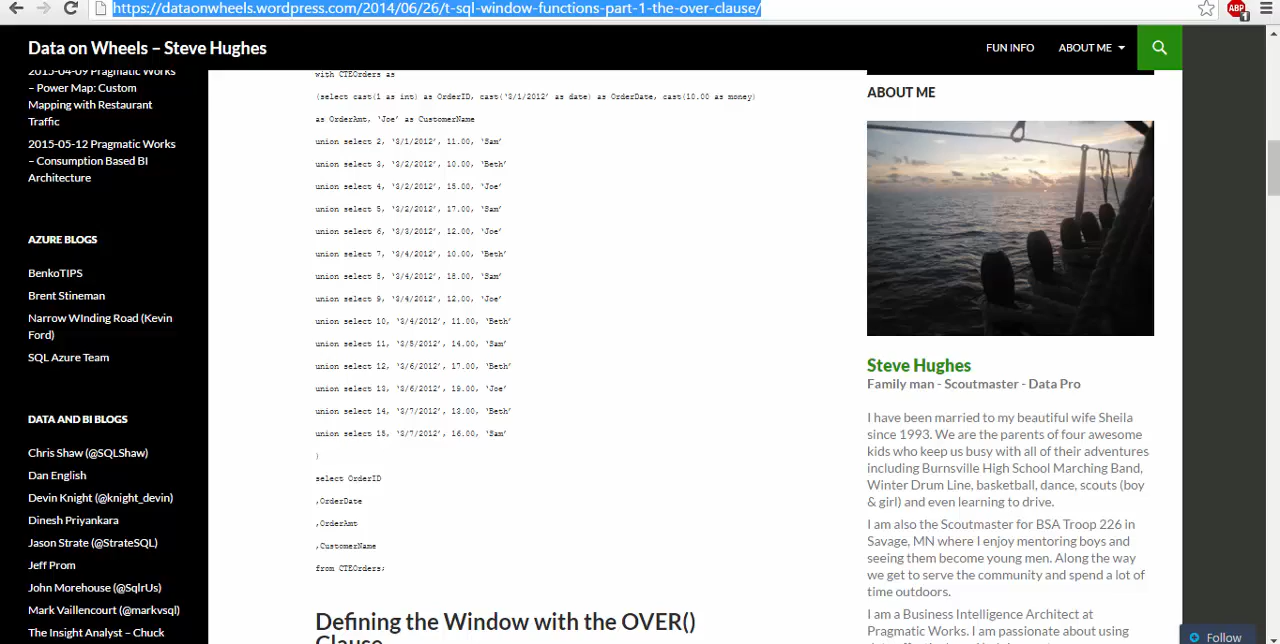 https://dataonwheels.wordpress.com/2014/06/26/t-sql-window-functions-part-1-the-over-clause/
ABP
1
Data on Wheels – Steve Hughes
FUN INFO
ABOUT ME
2015-04-09 Pragmatic Works
– Power Map: Custom
Mapping with Restaurant
Traffic
2015-05-12 Pragmatic Works
– Consumption Based BI
Architecture
AZURE BLOGS
BenkoTIPS
Brent Stineman
Narrow WInding Road (Kevin
Ford)
SQL Azure Team
DATA AND BI BLOGS
Chris Shaw (@SQLShaw)
Dan English
Devin Knight (@knight_devin)
Dinesh Priyankara
Jason Strate (@StrateSQL)
Jeff Prom
John Morehouse (@SqlrUs)
Mark Vaillencourt (@markvsql)
The Insight Analyst – Chuck
with CTEOrders as
(select cast(1 as int) as OrderID, cast(‘3/1/2012’ as date) as OrderDate, cast(10.00 as money)
as OrderAmt, ‘Joe’ as CustomerName
union select 2, ‘3/1/2012’, 11.00, ‘Sam’
union select 3, ‘3/2/2012’, 10.00, ‘Beth’
union select 4, ‘3/2/2012’, 15.00, ‘Joe’
union select 5, ‘3/2/2012’, 17.00, ‘Sam’
union select 6, ‘3/3/2012’, 12.00, ‘Joe’
union select 7, ‘3/4/2012’, 10.00, ‘Beth’
union select 8, ‘3/4/2012’, 18.00, ‘Sam’
union select 9, ‘3/4/2012’, 12.00, ‘Joe’
union select 10, ‘3/4/2012’, 11.00, ‘Beth’
union select 11, ‘3/5/2012’, 14.00, ‘Sam’
union select 12, ‘3/6/2012’, 17.00, ‘Beth’
union select 13, ‘3/6/2012’, 19.00, ‘Joe’
union select 14, ‘3/7/2012’, 13.00, ‘Beth’
union select 15, ‘3/7/2012’, 16.00, ‘Sam’
)
select OrderID
,OrderDate
,OrderAmt
,CustomerName
from CTEOrders;
Defining the Window with the OVER()
Clause
ABOUT ME
Steve Hughes
Family man - Scoutmaster - Data Pro
I have been married to my beautiful wife Sheila
since 1993. We are the parents of four awesome
kids who keep us busy with all of their adventures
including Burnsville High School Marching Band,
Winter Drum Line, basketball, dance, scouts (boy
& girl) and even learning to drive.
I am also the Scoutmaster for BSA Troop 226 in
Savage, MN where I enjoy mentoring boys and
seeing them become young men. Along the way
we get to serve the community and spend a lot of
time outdoors.
I am a Business Intelligence Architect at
Pragmatic Works. I am passionate about using
Follow